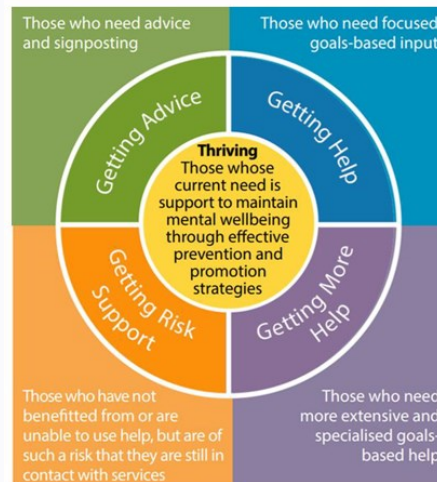 Those who need advice
and signposting
Those who need focused
goals-based input
Getting Advice
Getting Help
Thriving
Those whose
current need is
support to maintain
mental wellbeing
through effective
prevention and
promotion
strategies
Getting Risk
Support
Getting More
Help
Those who have not
benefitted from or are
unable to use help, but are of
such a risk that they are still in
contact with services
Those who need
more extensive and
specialised goals-
based help